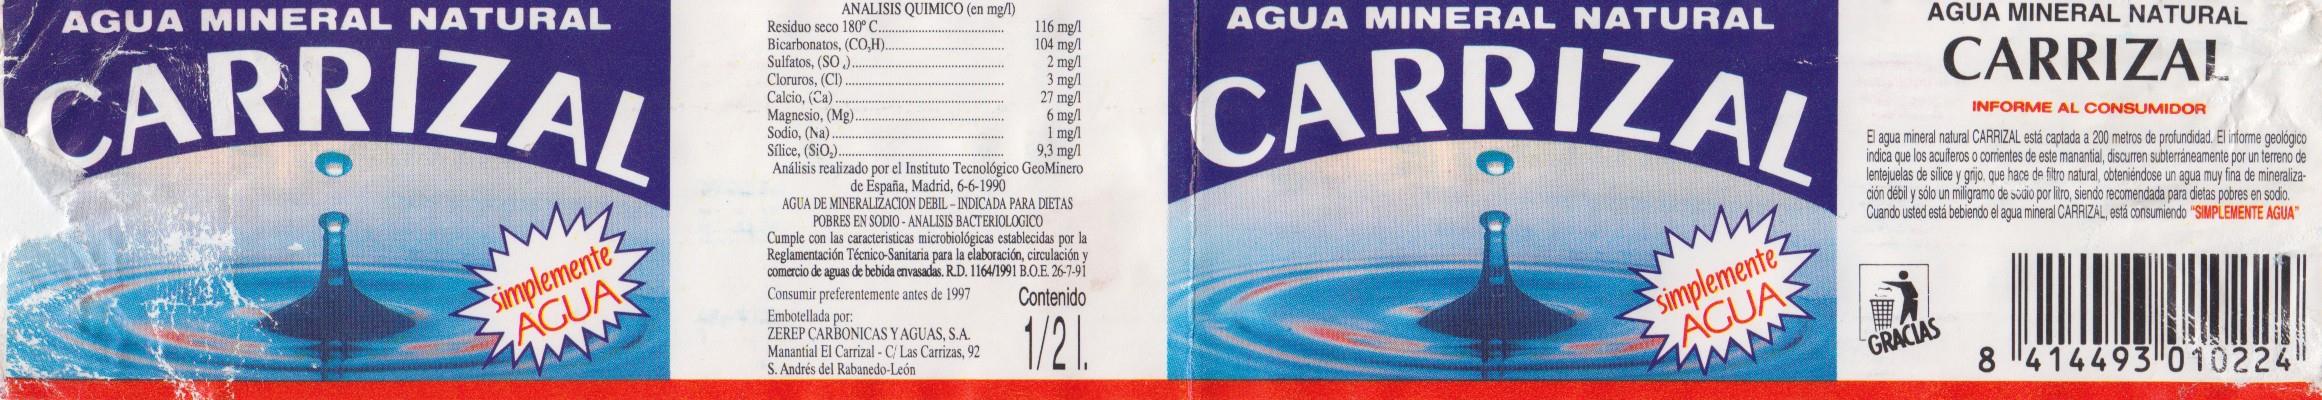 AGUA MINERAL NATURAL
CARRIZAL
simplemente
AGUA
ANALISIS QUIMICO (en mg/l)
Residuo seco 180º C. 116 mg/l
Bicarbonatos, (CO₃H) 104 mg/l
Sulfatos, (SO₄) 2 mg/l
Cloruros, (Cl) 3 mg/l
Calcio, (Ca) 27 mg/l
Magnesio, (Mg) 6 mg/l
Sodio, (Na) 1 mg/l
Sílice, (SiO₂) 9,3 mg/l
Análisis realizado por el Instituto Tecnológico GeoMinero
de España, Madrid, 6-6-1990
AGUA DE MINERALIZACION DEBIL – INDICADA PARA DIETAS
POBRES EN SODIO - ANALISIS BACTERIOLOGICO
Cumple con las caracteristicas microbiológicas establecidas por la
Reglamentación Técnico-Sanitaria para la elaboración, circulación y
comercio de aguas de bebida envasadas. R.D. 1164/1991 B.O.E. 26-7-91
Consumir preferentemente antes de 1997
Contenido
1/2 l.
Embotellada por:
ZEREP CARBONICAS Y AGUAS, S.A.
Manantial El Carrizal - C/ Las Carrizas, 92
S. Andrés del Rabanedo-León
AGUA MINERAL NATURAL
CARRIZAL
simplemente
AGUA
AGUA MINERAL NATURAL
CARRIZAL
INFORME AL CONSUMIDOR
El agua mineral natural CARRIZAL está captada a 200 metros de profundidad. El informe geológico
indica que los acuíferos o corrientes de este manantial, discurren subterráneamente por un terreno de
lentejuelas de sílice y grijo, que hace de filtro natural, obteniéndose un agua muy fina de mineraliza-
ción débil y sólo un miligramo de sodio por litro, siendo recomendada para dietas pobres en sodio.
Cuando usted está bebiendo el agua mineral CARRIZAL, está consumiendo "SIMPLEMENTE AGUA"
GRACIAS
8 414493 010224